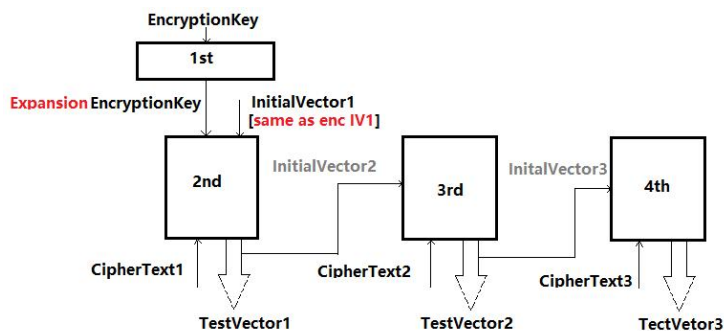 EncryptionKey
1st
Expansion EncryptionKey
InitialVector1
[same as enc IV1]
2nd
InitialVector2
3rd
InitalVector3
4th
CipherText1
CipherText2
CipherText3
TestVector1
TestVector2
TectVetor3